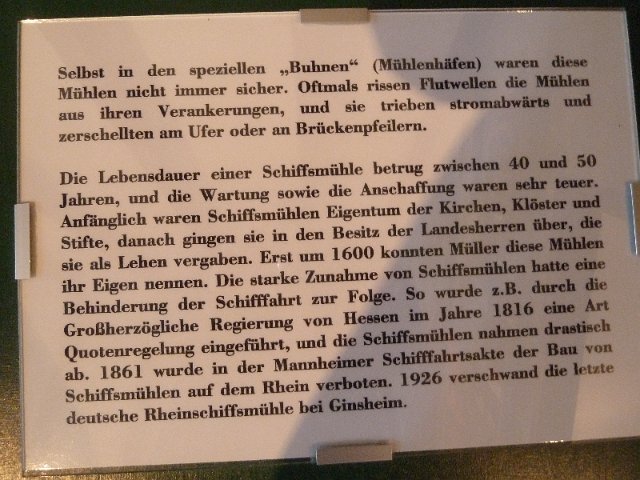 Selbst in den speziellen „Buhnen“ (Mühlenhäfen) waren diese
Mühlen nicht immer sicher. Oftmals rissen Flutwellen die Mühlen
aus ihren Verankerungen, und sie trieben stromabwärts und
zerschellten am Ufer oder an Brückenpfeilern.
Die Lebensdauer einer Schiffsmühle betrug zwischen 40 und 50
Jahren, und die Wartung sowie die Anschaffung waren sehr teuer.
Anfänglich waren Schiffsmühlen Eigentum der Kirchen, Klöster und
Stifte, danach gingen sie in den Besitz der Landesherren über, die
sie als Lehen vergaben. Erst um 1600 konnten Müller diese Mühlen
ihr Eigen nennen. Die starke Zunahme von Schiffsmühlen hatte eine
Behinderung der Schifffahrt zur Folge. So wurde z.B. durch die
Großherzögliche Regierung von Hessen im Jahre 1816 eine Art
Quotenregelung eingeführt, und die Schiffsmühlen nahmen drastisch
ab. 1861 wurde in der Mannheimer Schifffahrtsakte der Bau von
Schiffsmühlen auf dem Rhein verboten. 1926 verschwand die letzte
deutsche Rheinschiffsmühle bei Ginsheim.